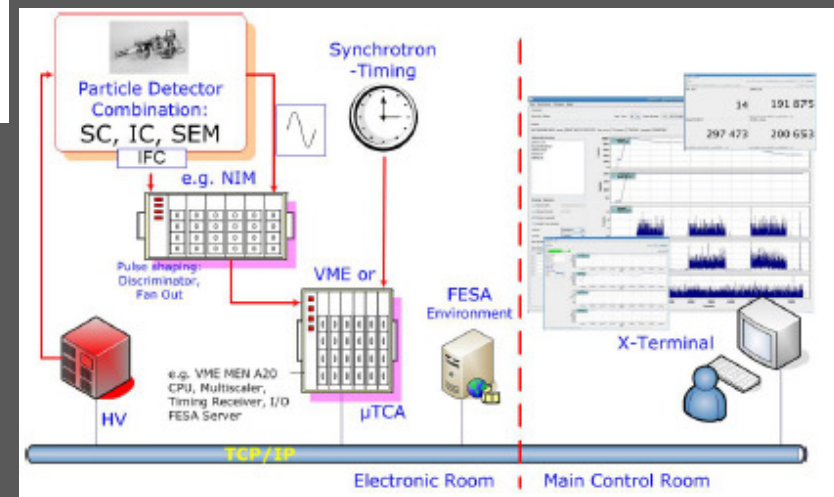 Particle Detector
Combination:
SC, IC, SEM
IFC
Synchrotron
-Timing
e.g. NIM
Pulse shaping:
Discriminator,
Fan Out
VME or
µTCA
e.g. VME MEN A20
CPU, Multiscaler,
Timing Receiver, I/O
FESA Server
HV
FESA
Environment
14 191 875
297 473 200 653
X-Terminal
TCP/IP
Electronic Room
Main Control Room